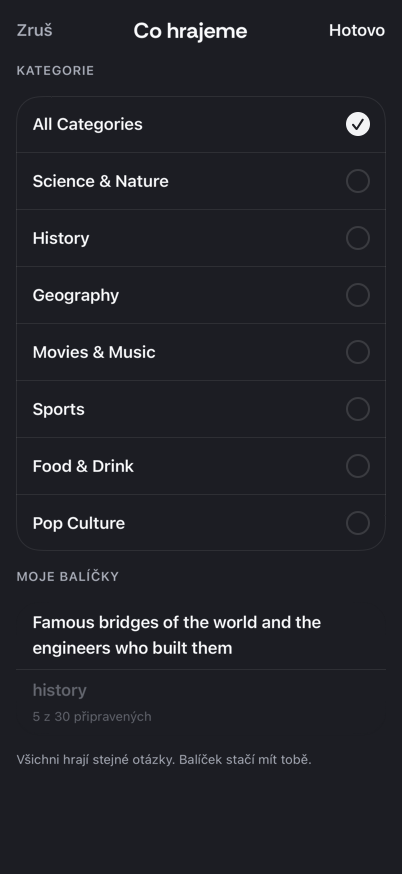 Zruš
Co hrajeme
Hotovo
KATEGORIE
All Categories
Science & Nature
History
Geography
Movies & Music
Sports
Food & Drink
Pop Culture
MOJE BALÍČKY
Famous bridges of the world and the
engineers who built them
history
5 z 30 připravených
Všichni hrají stejné otázky. Balíček stačí mít tobě.